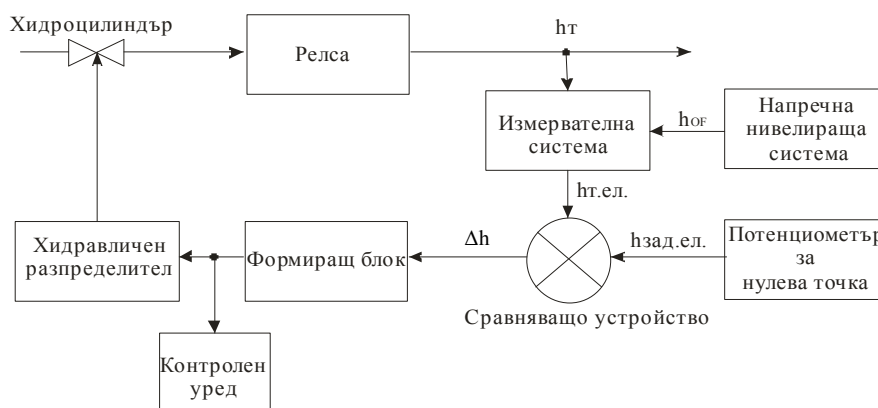 Хидроцилиндър
Релса
hт
Измервателна
система
hOF
Напречна
нивелираща
система
hт.ел.
Хидравличен
разпределител
Формиращ блок
Δh
hзад.ел.
Потенциометър
за
нулева точка
Сравняващо устройство
Контролен
уред